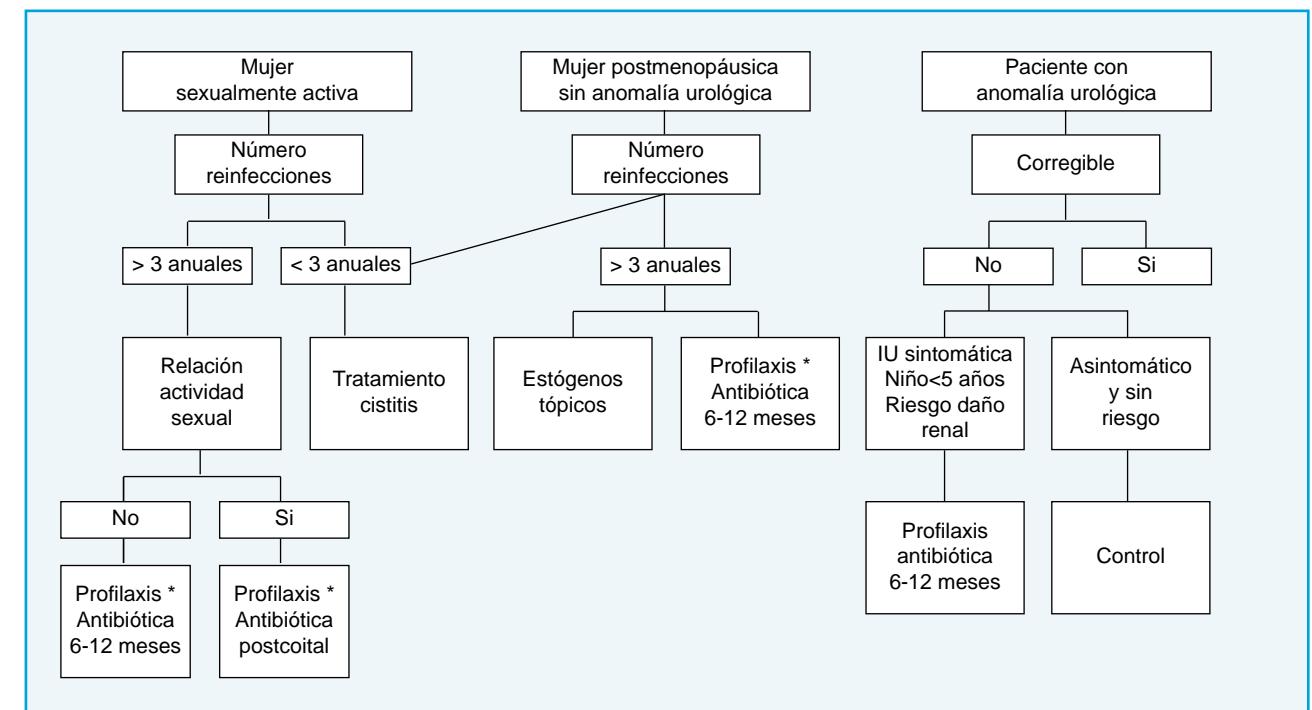 Mujer
sexualmente activa
Mujer postmenopáusica
sin anomalía urológica
Paciente con
anomalía urológica
Número
reinfecciones
Número
reinfecciones
Corregible
> 3 anuales
< 3 anuales
> 3 anuales
No
Si
Relación
actividad
sexual
Tratamiento
cistitis
Estógenos
tópicos
Profilaxis *
Antibiótica
6-12 meses
IU sintomática
Niño<5 años
Riesgo daño
renal
Asintomático
y sin
riesgo
No
Si
Profilaxis *
Antibiótica
6-12 meses
Profilaxis *
Antibiótica
postcoital
Profilaxis
antibiótica
6-12 meses
Control